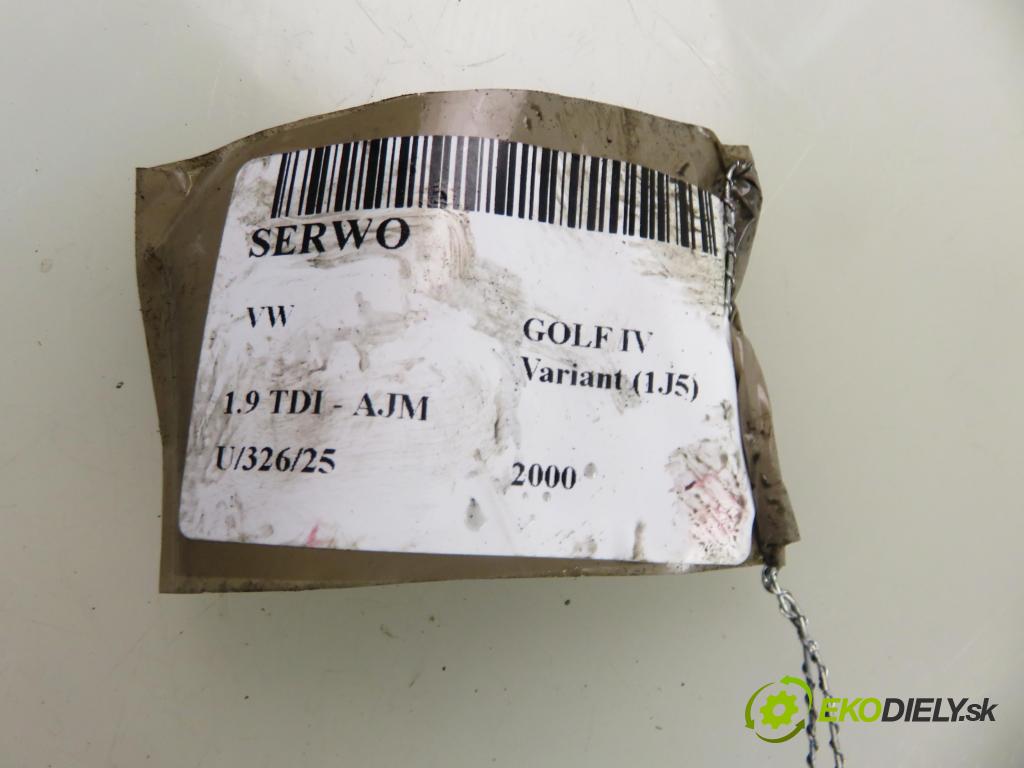 SERWO
VW
GOLF IV
Variant (1J5)
1.9 TDI - AJM
U/326/25
2000
EKODIELY.sk